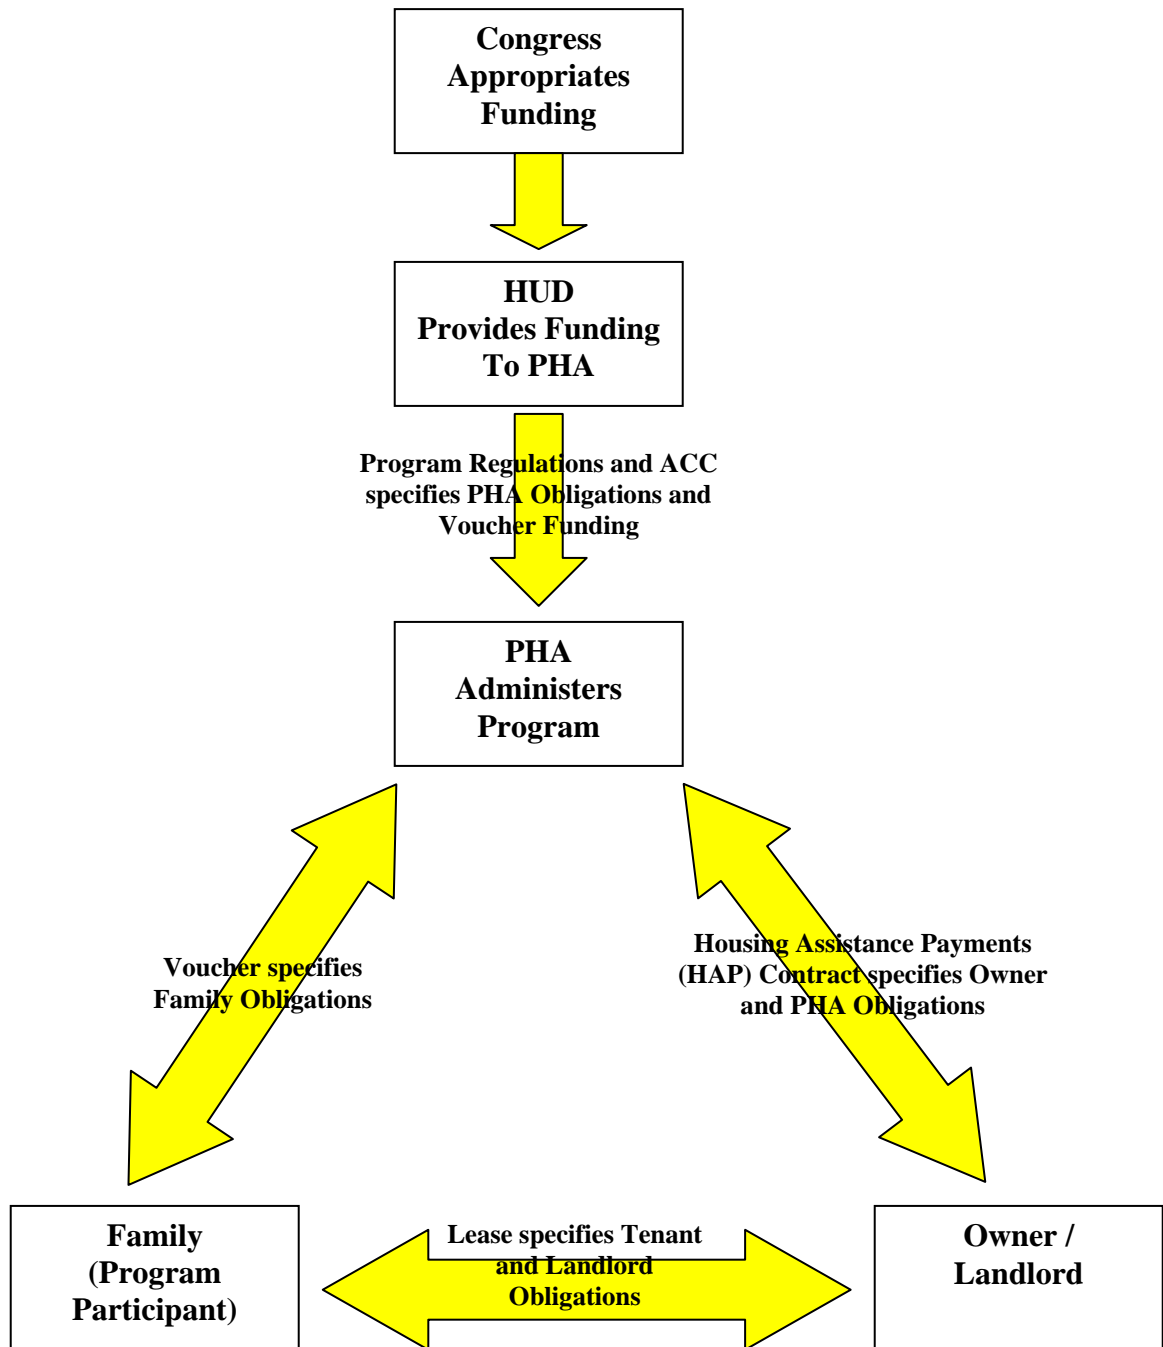 Congress
Appropriates
Funding
HUD
Provides Funding
To PHA
Program Regulations and ACC
specifies PHA Obligations and
Voucher Funding
PHA
Administers
Program
Voucher specifies
Family Obligations
Housing Assistance Payments
(HAP) Contract specifies Owner
and PHA Obligations
Family
(Program
Participant)
Lease specifies Tenant
and Landlord
Obligations
Owner /
Landlord